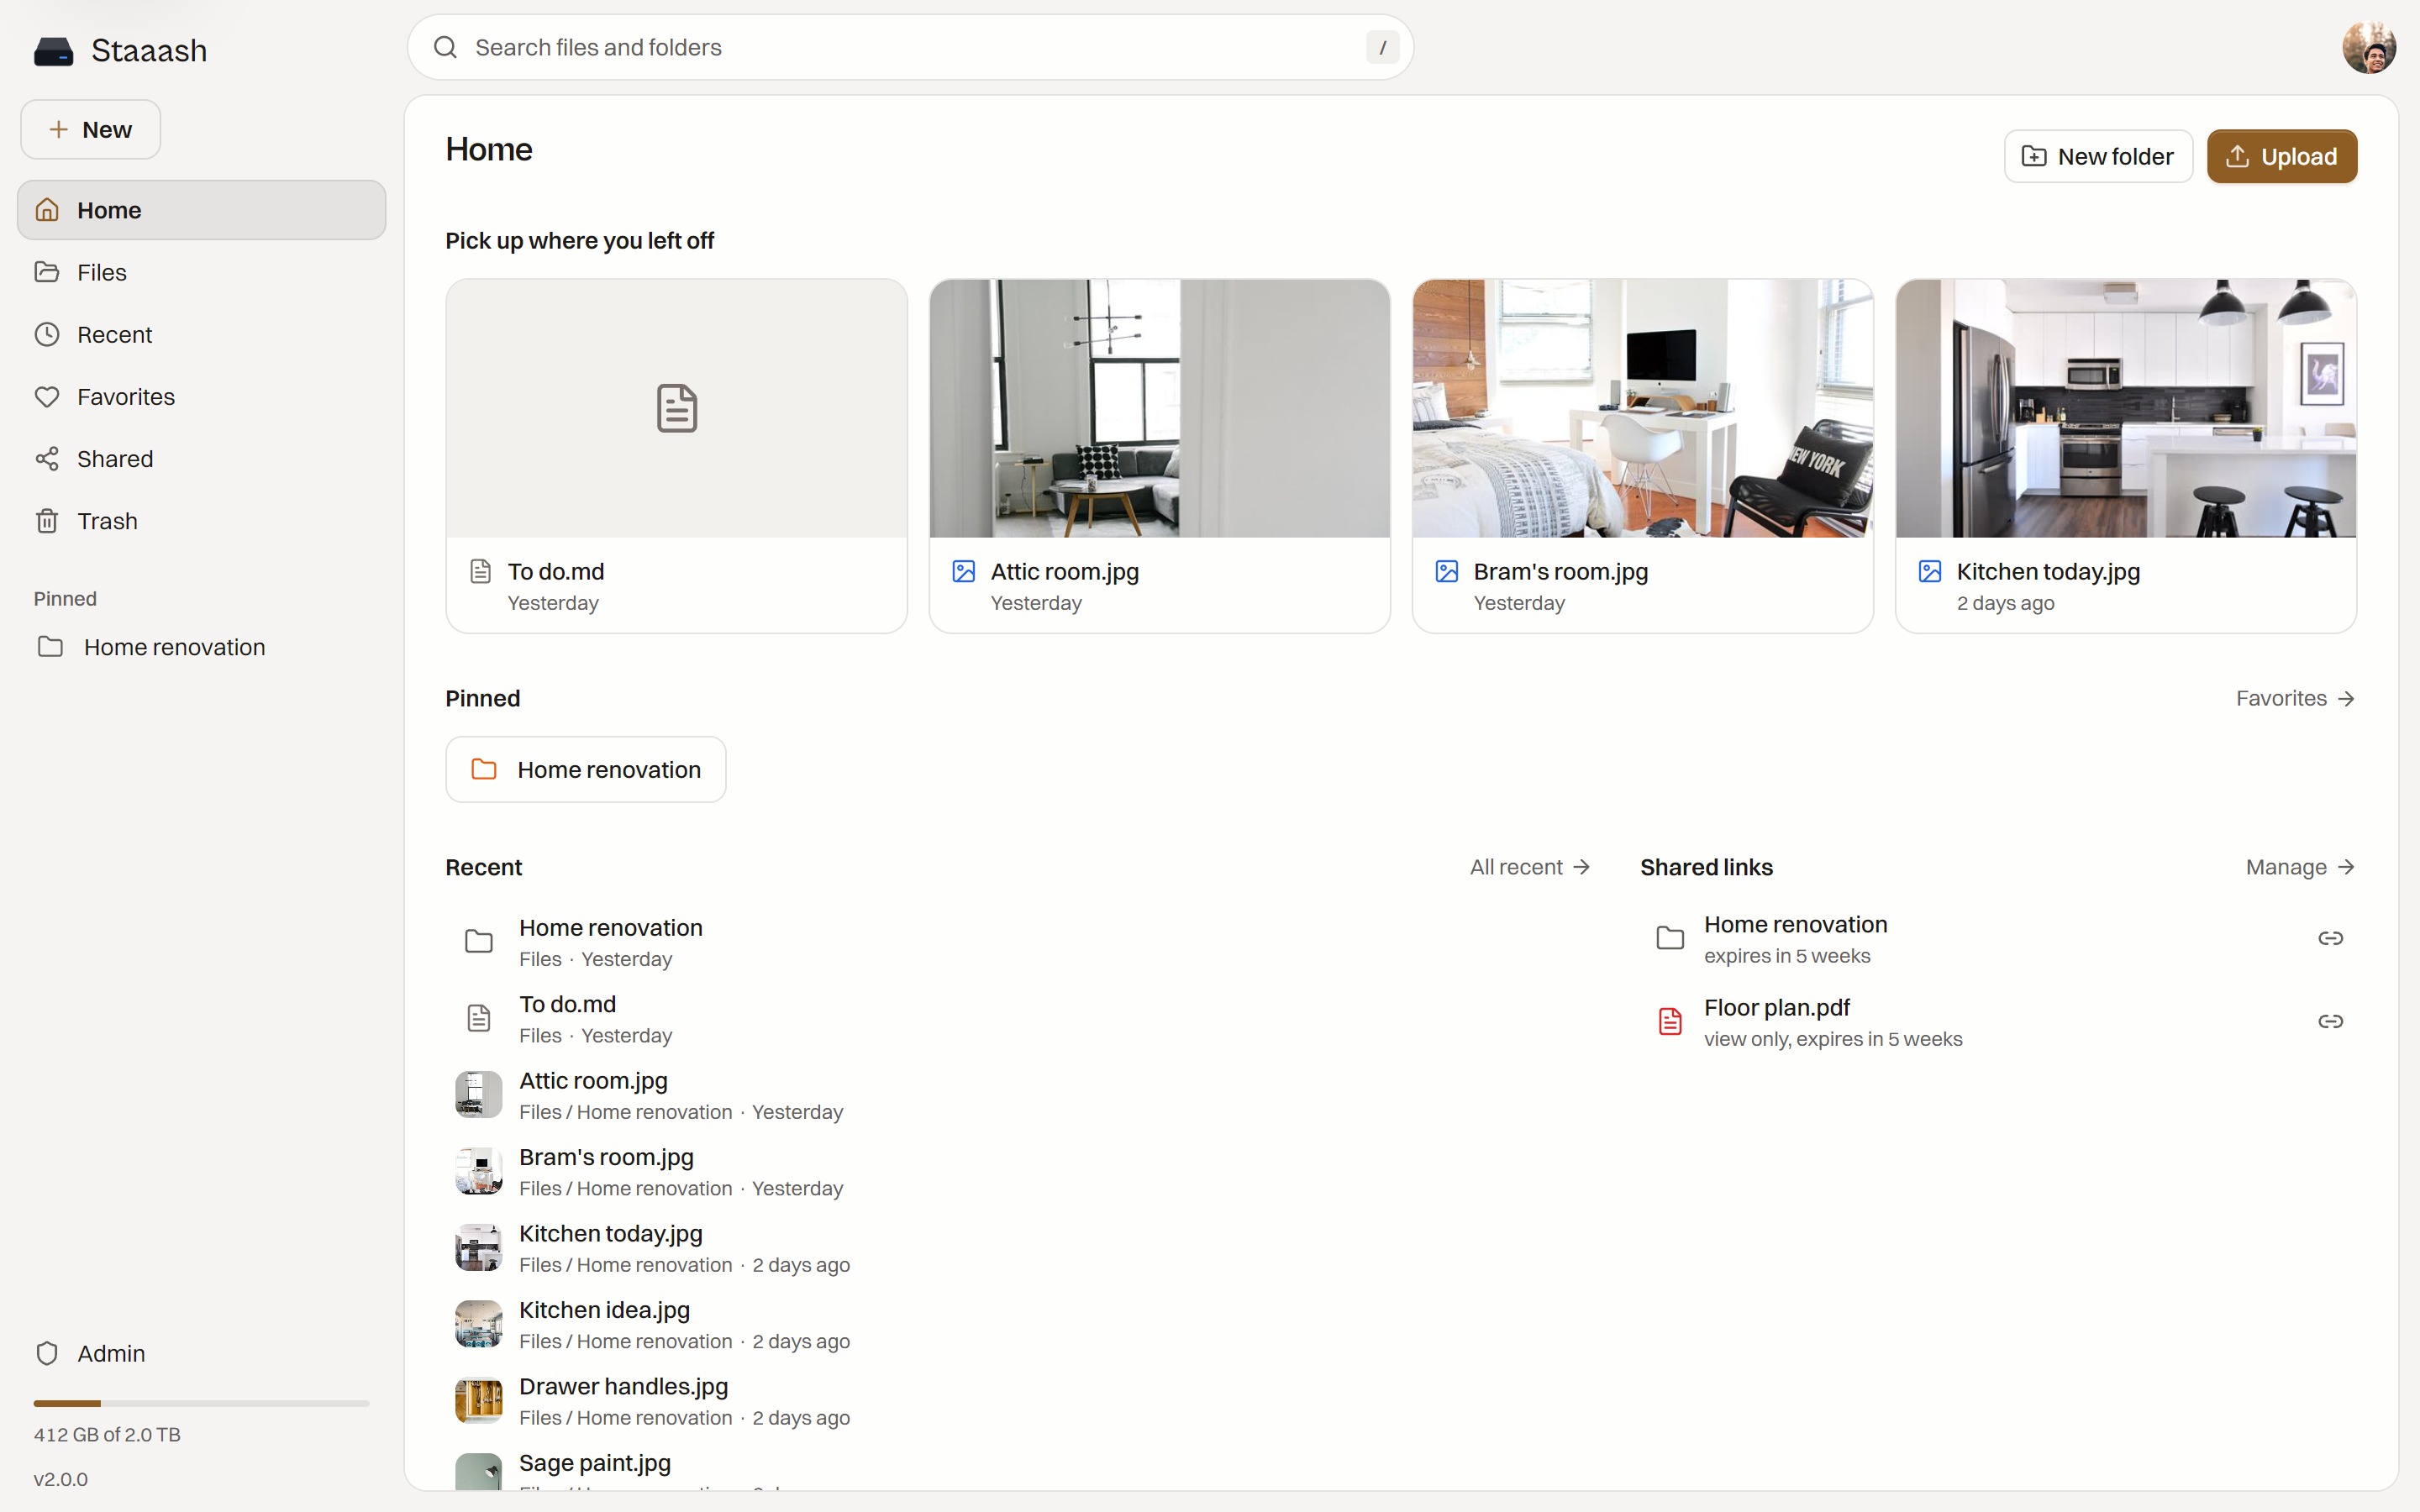 Staaash
Search files and folders
/
New
Home
Files
Recent
Favorites
Shared
Trash
Pinned
Home renovation
Admin
412 GB of 2.0 TB
v2.0.0
Home
New folder
Upload
Pick up where you left off
To do.md
Yesterday
Attic room.jpg
Yesterday
NEW YORK
Bram's room.jpg
Yesterday
Kitchen today.jpg
2 days ago
Pinned
Favorites
Home renovation
Recent
All recent
Home renovation
Files · Yesterday
To do.md
Files · Yesterday
Attic room.jpg
Files / Home renovation · Yesterday
Bram's room.jpg
Files / Home renovation · Yesterday
Kitchen today.jpg
Files / Home renovation · 2 days ago
Kitchen idea.jpg
Files / Home renovation · 2 days ago
Drawer handles.jpg
Files / Home renovation · 2 days ago
Sage paint.jpg
Shared links
Manage
Home renovation
expires in 5 weeks
Floor plan.pdf
view only, expires in 5 weeks